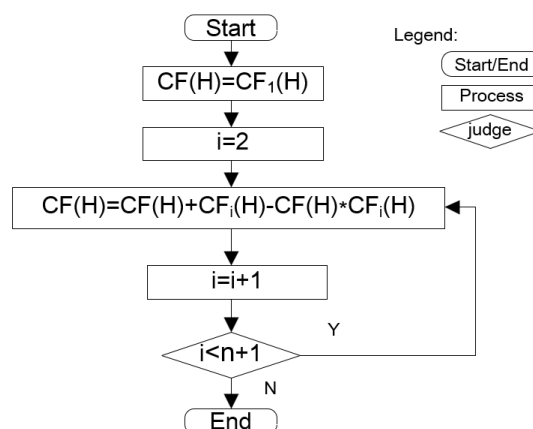 Start
Legend:
Start/End
CF(H)=CF₁(H)
Process
i=2
judge
CF(H)=CF(H)+CFᵢ(H)-CF(H)*CFᵢ(H)
i=i+1
Y
i<n+1
N
End